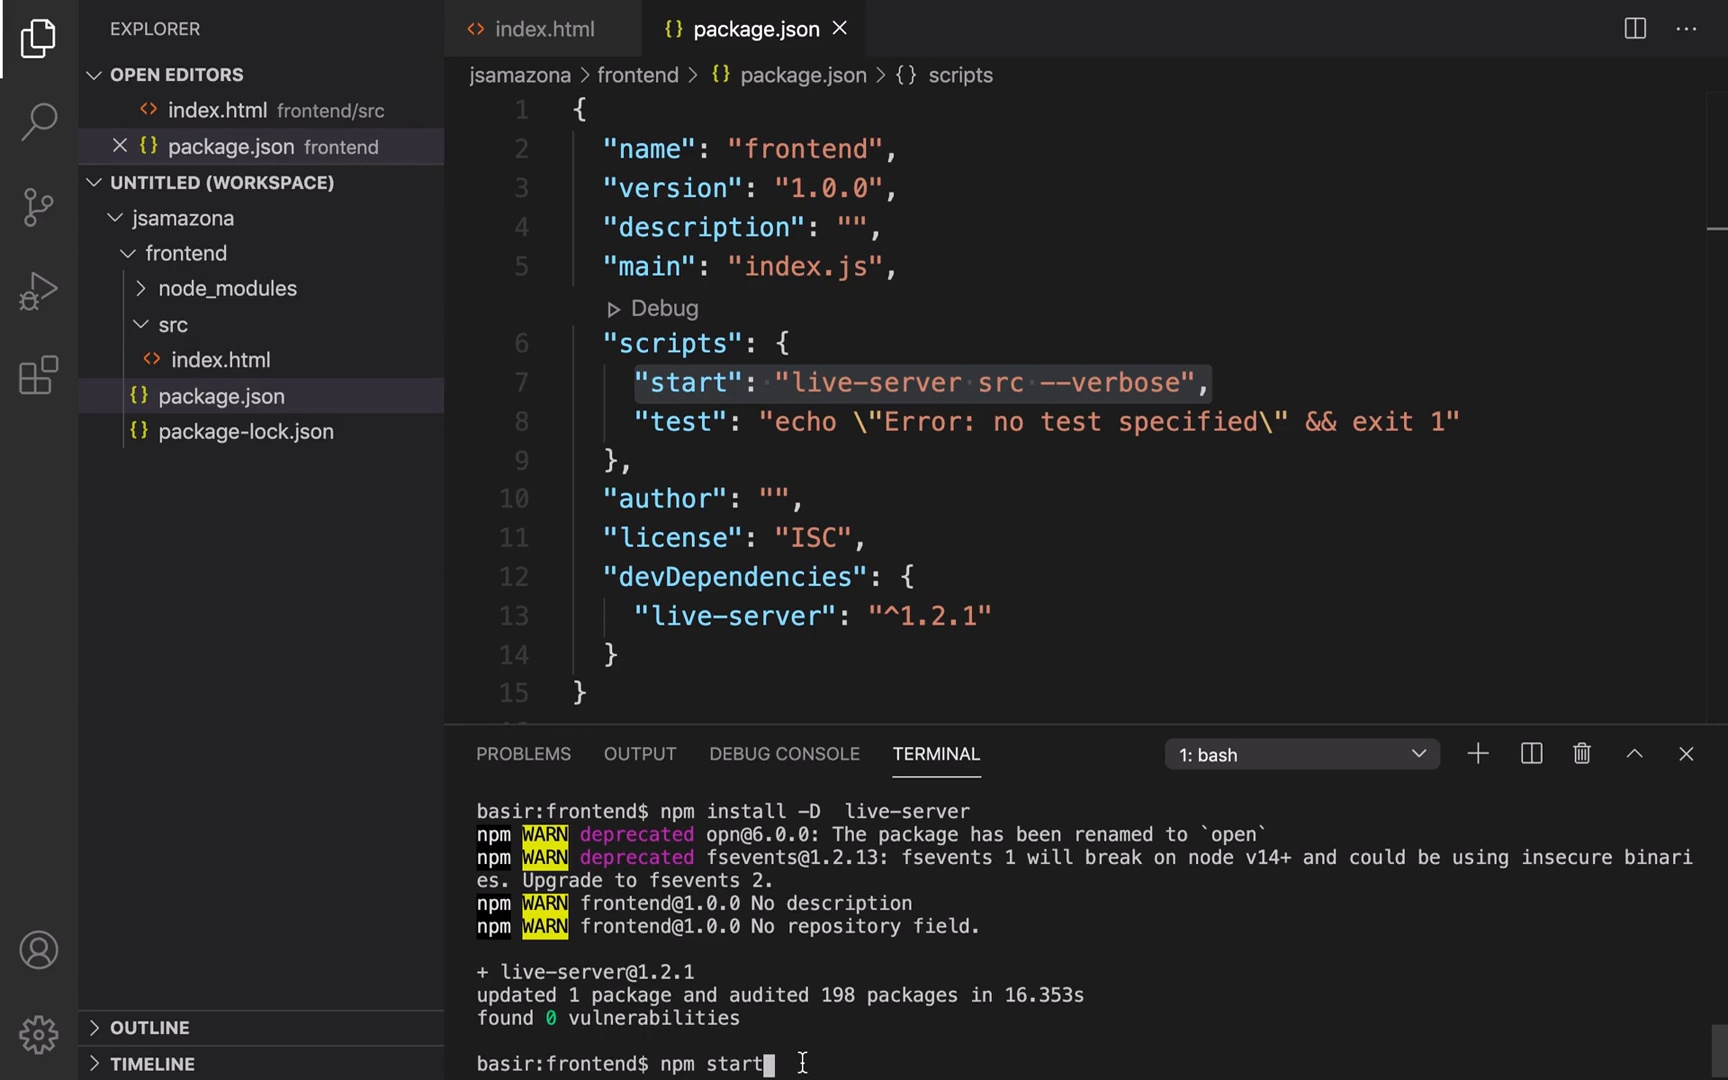 EXPLORER
OPEN EDITORS
index.html frontend/src
package.json frontend
UNTITLED (WORKSPACE)
jsamazona
frontend
node_modules
src
index.html
package.json
package-lock.json
OUTLINE
TIMELINE
index.html
package.json
jsamazona > frontend > {} package.json > {} scripts
1 {
2 "name": "frontend",
3 "version": "1.0.0",
4 "description": "",
5 "main": "index.js",
Debug
6 "scripts": {
7 "start": "live-server src --verbose",
8 "test": "echo \"Error: no test specified\" && exit 1"
9 },
10 "author": "",
11 "license": "ISC",
12 "devDependencies": {
13 "live-server": "^1.2.1"
14 }
15 }
PROBLEMS OUTPUT DEBUG CONSOLE TERMINAL 1: bash
basir:frontend$ npm install -D  live-server
npm WARN deprecated opn@6.0.0: The package has been renamed to `open`
npm WARN deprecated fsevents@1.2.13: fsevents 1 will break on node v14+ and could be using insecure binari
es. Upgrade to fsevents 2.
npm WARN frontend@1.0.0 No description
npm WARN frontend@1.0.0 No repository field.
+ live-server@1.2.1
updated 1 package and audited 198 packages in 16.353s
found 0 vulnerabilities
basir:frontend$ npm start